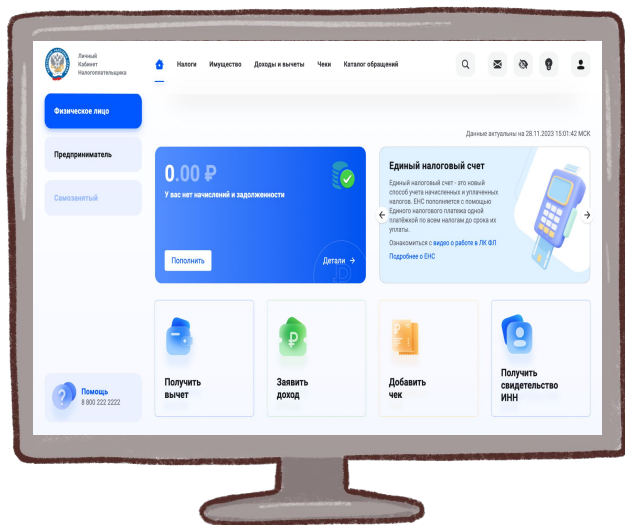 Личный
Кабинет
Налогоплательщика
Налоги
Имущество
Доходы и вычеты
Чеки
Каталог обращений
Физическое лицо
Предприниматель
Самозанятый
Данные актуальны на 28.11.2023 15:01:42 МСК
0.00 ₽
У вас нет начислений и задолженности
Пополнить
Детали →
Единый налоговый счет
Единый налоговый счет - это новый
способ учета начисленных и уплаченных
налогов. ЕНС пополняется с помощью
Единого налогового платежа одной
платёжкой по всем налогам до срока их
уплаты.
Ознакомиться с видео о работе в ЛК ФЛ
Подробнее о ЕНС
Получить
вычет
Заявить
доход
Добавить
чек
Получить
свидетельство
ИНН
Помощь
8 800 222 2222